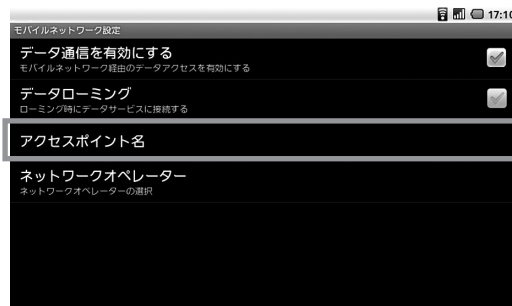 17:10
モバイルネットワーク設定
データ通信を有効にする
モバイルネットワーク経由のデータアクセスを有効にする
データローミング
ローミング時にデータサービスに接続する
アクセスポイント名
ネットワークオペレーター
ネットワークオペレーターの選択